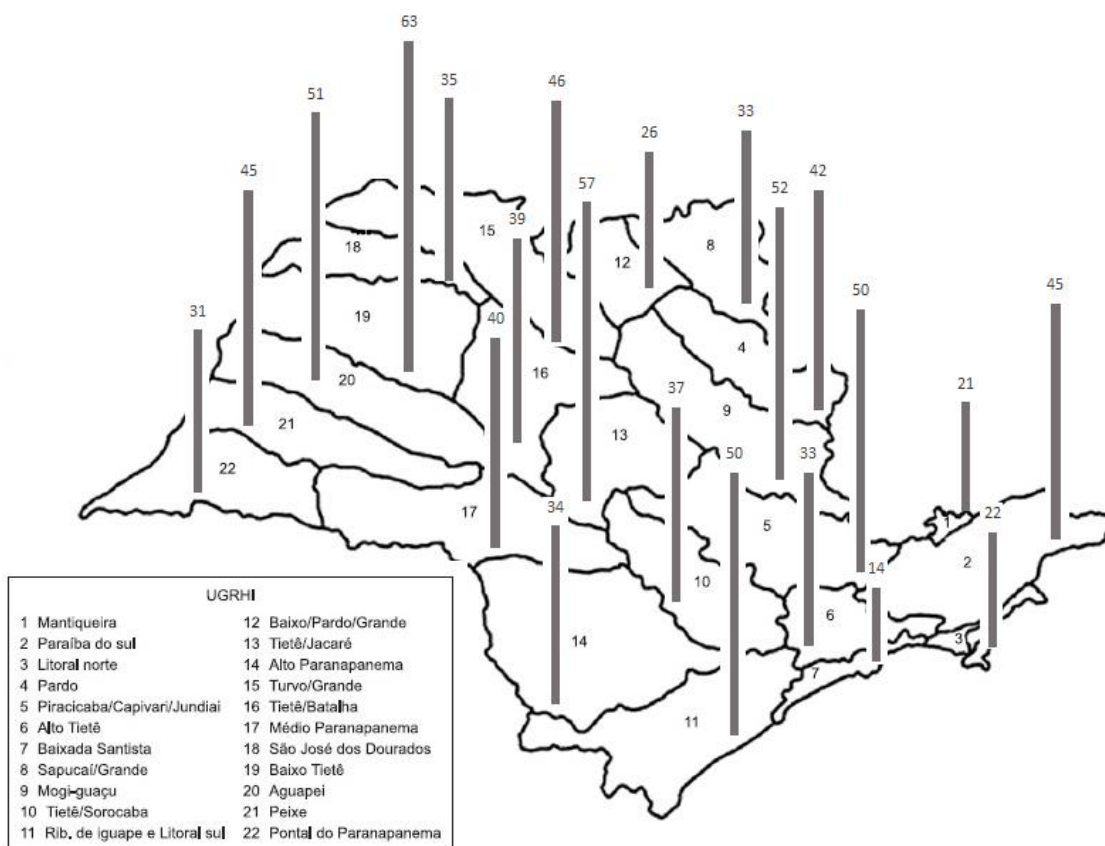 63
35
46
51
33
26
45
42
57
52
39
15
8
18
12
50
45
31
19
40
4
16
20
21
37
9
21
13
22
33
50
17
34
5
1
22
2
14
10
6
3
14
7
11
UGRHI
1 Mantiqueira
2 Paraíba do sul
3 Litoral norte
4 Pardo
5 Piracicaba/Capivari/Jundiai
6 Alto Tietê
7 Baixada Santista
8 Sapucaí/Grande
9 Mogi-guaçu
10 Tietê/Sorocaba
11 Rib. de iguape e Litoral sul
12 Baixo/Pardo/Grande
13 Tietê/Jacaré
14 Alto Paranapanema
15 Turvo/Grande
16 Tietê/Batalha
17 Médio Paranapanema
18 São José dos Dourados
19 Baixo Tietê
20 Aguapei
21 Peixe
22 Pontal do Paranapanema